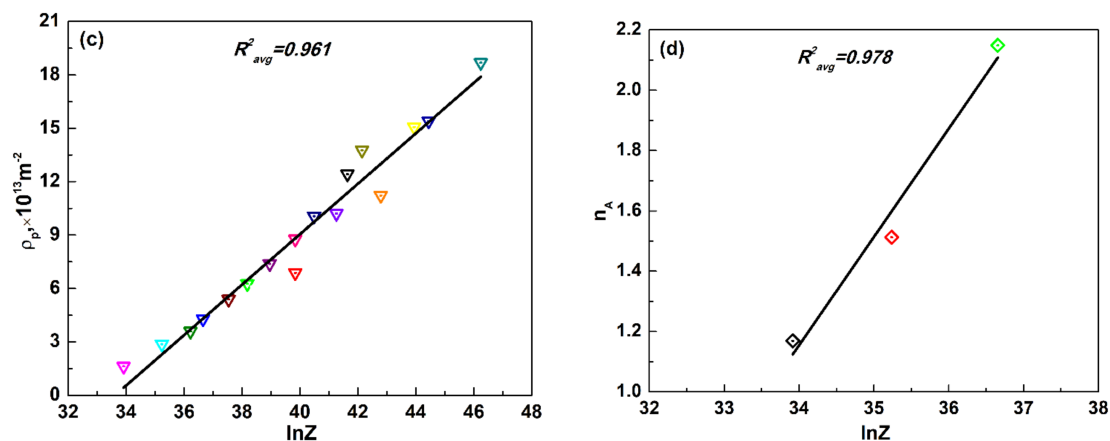 (c)
R²avg=0.961
21
18
15
12
9
6
3
0
ρp,×10¹³m⁻²
32 34 36 38 40 42 44 46 48
lnZ
(d)
R²avg=0.978
2.2
2.0
1.8
1.6
1.4
1.2
1.0
nA
32 33 34 35 36 37 38
lnZ